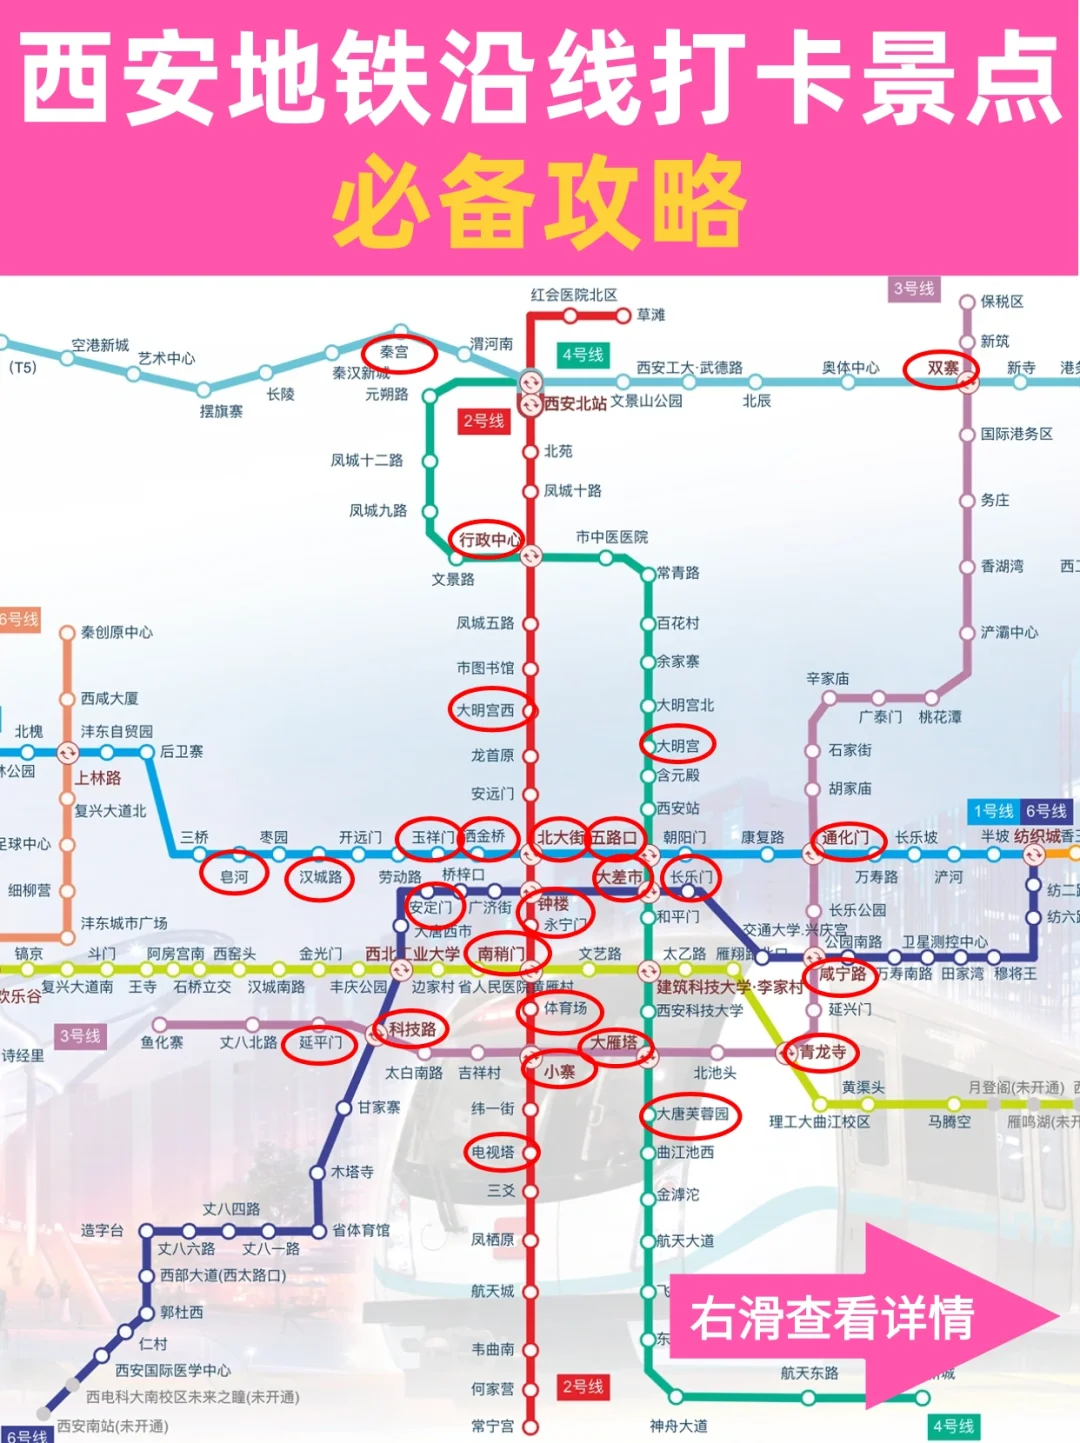 西安地铁沿线打卡景点
必备攻略
3号线
保税区
红会医院北区
草滩
新筑
空港新城
(T5)
艺术中心
秦宫
渭河南
4号线
西安工大·武德路
奥体中心
双寨
新寺
秦汉新城
长陵
摆旗寨
元朔路
西安北站
文景山公园
北辰
2号线
国际港务区
北苑
凤城十二路
凤城十路
务庄
凤城九路
行政中心
市中医医院
香湖湾
文景路
常青路
6号线
秦创原中心
凤城五路
百花村
浐灞中心
市图书馆
余家寨
辛家庙
西咸大厦
大明宫西
大明宫北
广泰门
桃花潭
北槐
沣东自贸园
后卫寨
龙首原
大明宫
石家街
林公园
上林路
含元殿
胡家庙
安远门
西安站
复兴大道北
1号线
6号线
三桥
枣园
开远门
玉祥门
洒金桥
北大街
五路口
朝阳门
康复路
通化门
长乐坡
半坡
纺织城
足球中心
皂河
汉城路
劳动路
桥梓口
大差市
长乐门
万寿路
浐河
细柳营
安定门
广济街
钟楼
长乐公园
纺二
沣东城市广场
大唐西市
永宁门
和平门
交通大学.兴庆宫
纺六
镐京
斗门
阿房宫南
西窑头
金光门
西北工业大学
南稍门
文艺路
太乙路
雁翔路北口
公园南路
卫星测控中心
欢乐谷
复兴大道南
王寺
石桥立交
汉城南路
丰庆公园
边家村
省人民医院
黄雁村
建筑科技大学·李家村
咸宁路
万寿南路
田家湾
穆将王
3号线
鱼化寨
丈八北路
延平门
科技路
体育场
西安科技大学
延兴门
诗经里
太白南路
吉祥村
小寨
大雁塔
北池头
青龙寺
甘家寨
纬一街
大唐芙蓉园
理工大曲江校区
黄渠头
马腾空
月登阁(未开通)
雁鸣湖(未开
木塔寺
电视塔
曲江池西
丈八四路
三爻
金滹沱
造字台
丈八六路
丈八一路
省体育馆
凤栖原
航天大道
西部大道(西太路口)
航天城
飞
郭杜西
右滑查看详情
仁村
韦曲南
东
西安国际医学中心
航天东路
新城
西电科大南校区未来之瞳(未开通)
何家营
2号线
西安南站(未开通)
常宁宫
神舟大道
4号线
6号线